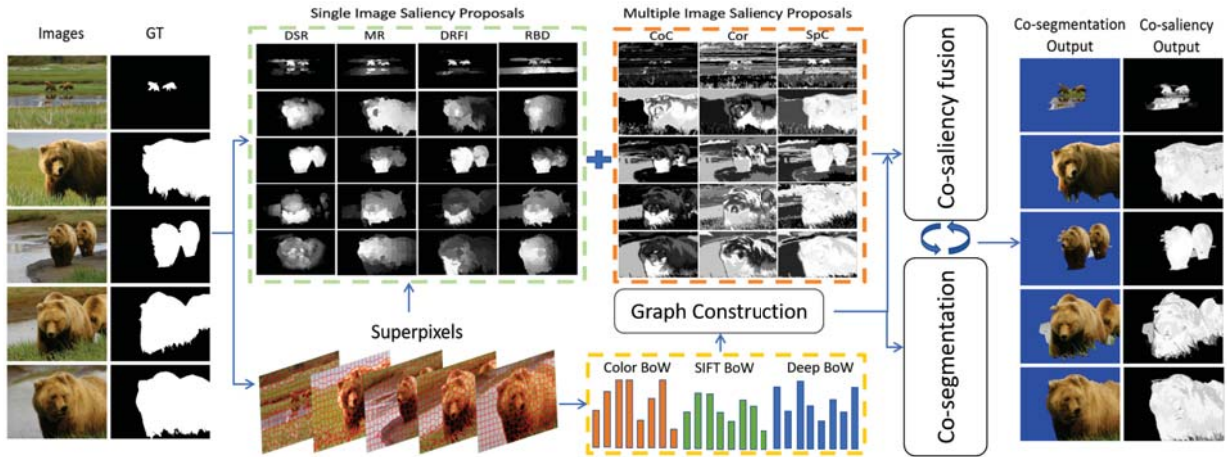 Single Image Saliency Proposals
Multiple Image Saliency Proposals
Images
GT
DSR
MR
DRFI
RBD
CoC
Cor
SpC
Co-saliency fusion
Co-segmentation
Output
Co-saliency
Output
Superpixels
Graph Construction
Color BoW
SIFT BoW
Deep BoW
Co-segmentation